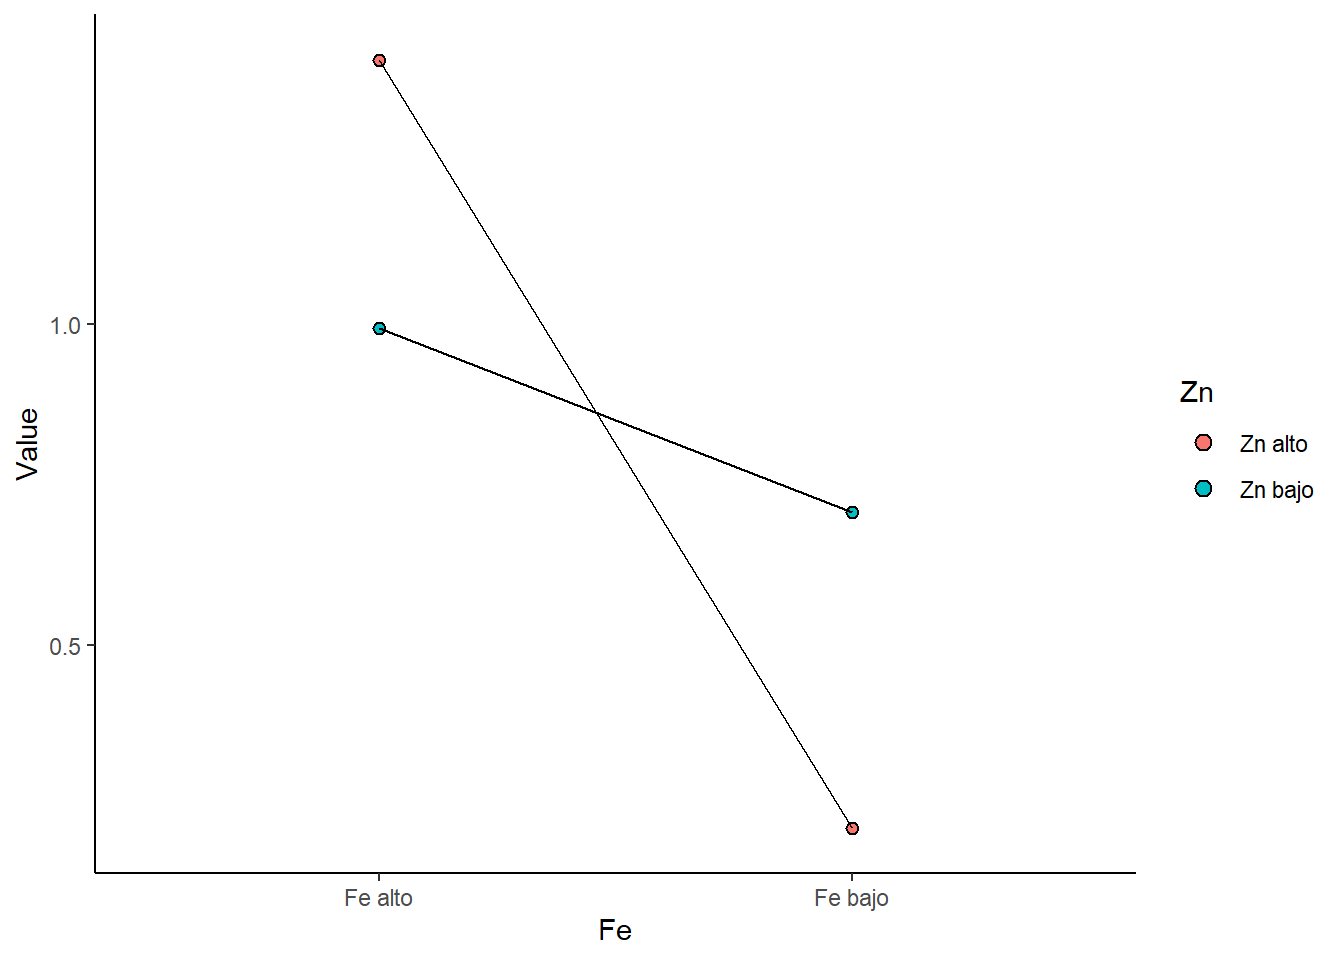 Value
1.0
0.5
Fe alto
Fe bajo
Fe
Zn
Zn alto
Zn bajo